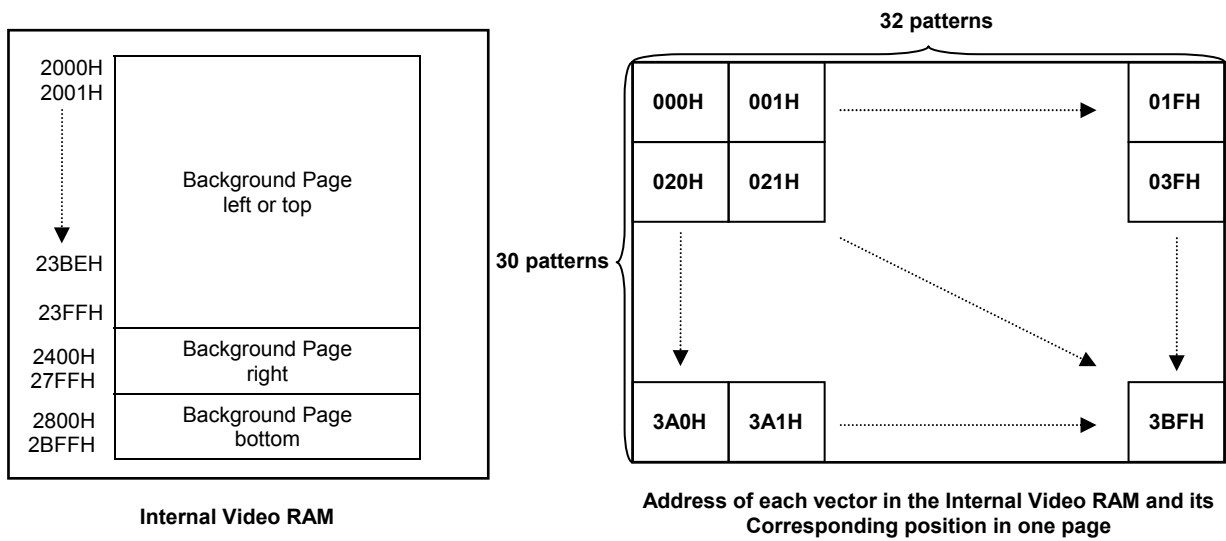 2000H
2001H
Background Page
left or top
23BEH
23FFH
Background Page
right
2400H
27FFH
Background Page
bottom
2800H
2BFFH
Internal Video RAM
32 patterns
30 patterns
000H 001H 01FH
020H 021H 03FH
3A0H 3A1H 3BFH
Address of each vector in the Internal Video RAM and its
Corresponding position in one page